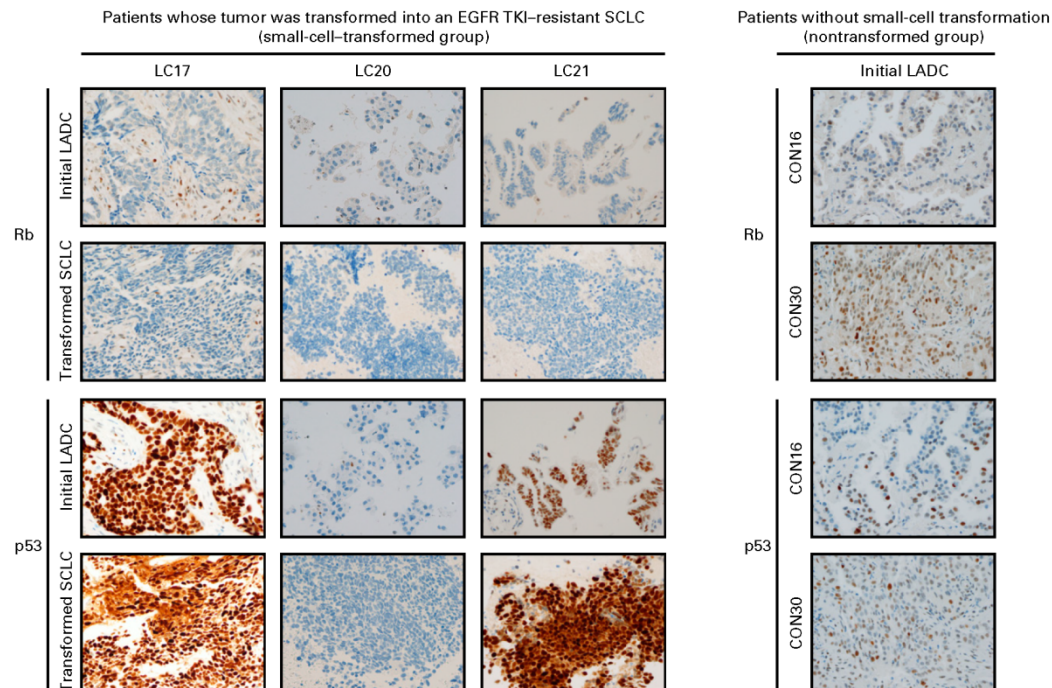 Patients whose tumor was transformed into an EGFR TKI–resistant SCLC
(small-cell–transformed group)
Patients without small-cell transformation
(nontransformed group)
LC17
LC20
LC21
Initial LADC
Rb
Initial LADC
Transformed SCLC
Rb
CON16
CON30
p53
Initial LADC
Transformed SCLC
p53
CON16
CON30